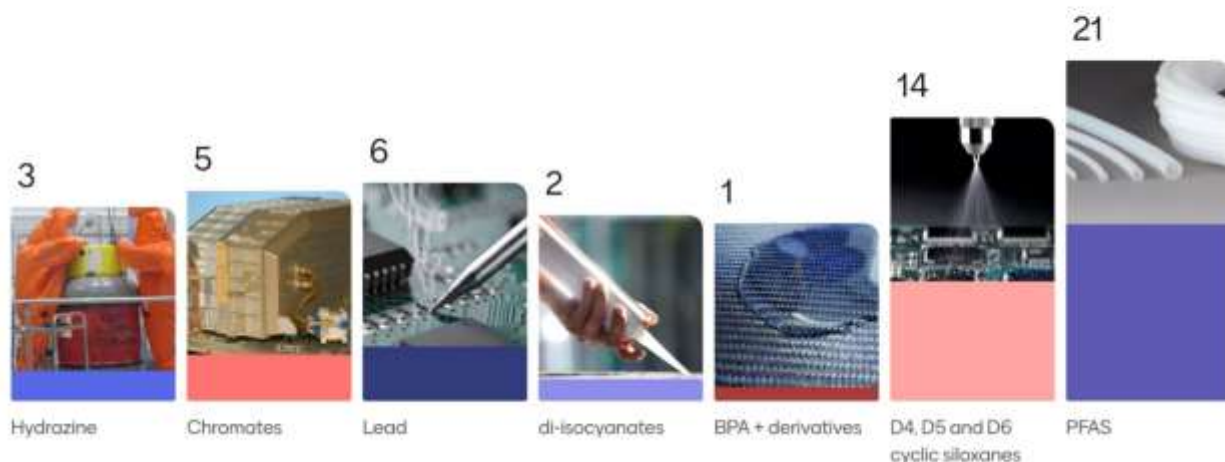 3
5
6
2
1
14
21
Hydrazine
Chromates
Lead
di-isocyanates
BPA + derivatives
D4, D5 and D6
cyclic siloxanes
PFAS